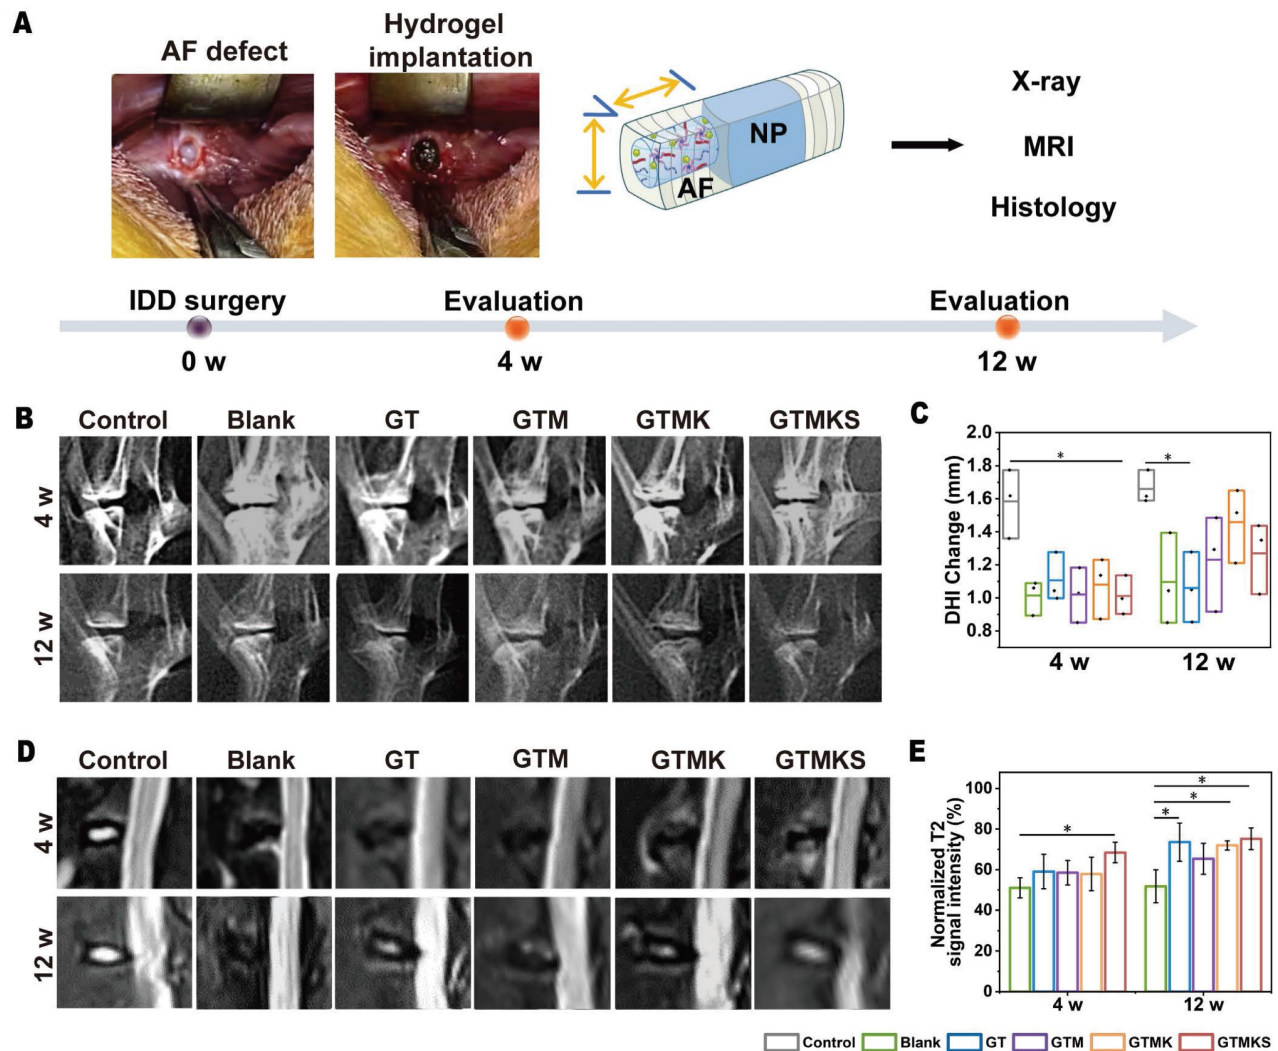 A
AF defect
Hydrogel
implantation
NP
AF
X-ray
MRI
Histology
IDD surgery
Evaluation
Evaluation
0 w
4 w
12 w
B
Control
Blank
GT
GTM
GTMK
GTMKS
4 w
12 w
C
DHI Change (mm)
2.0
1.8
1.6
1.4
1.2
1.0
0.8
*
*
4 w
12 w
D
Control
Blank
GT
GTM
GTMK
GTMKS
4 w
12 w
E
Normalized T2
signal intensity (%)
100
80
60
40
20
0
*
*
*
*
4 w
12 w
Control
Blank
GT
GTM
GTMK
GTMKS